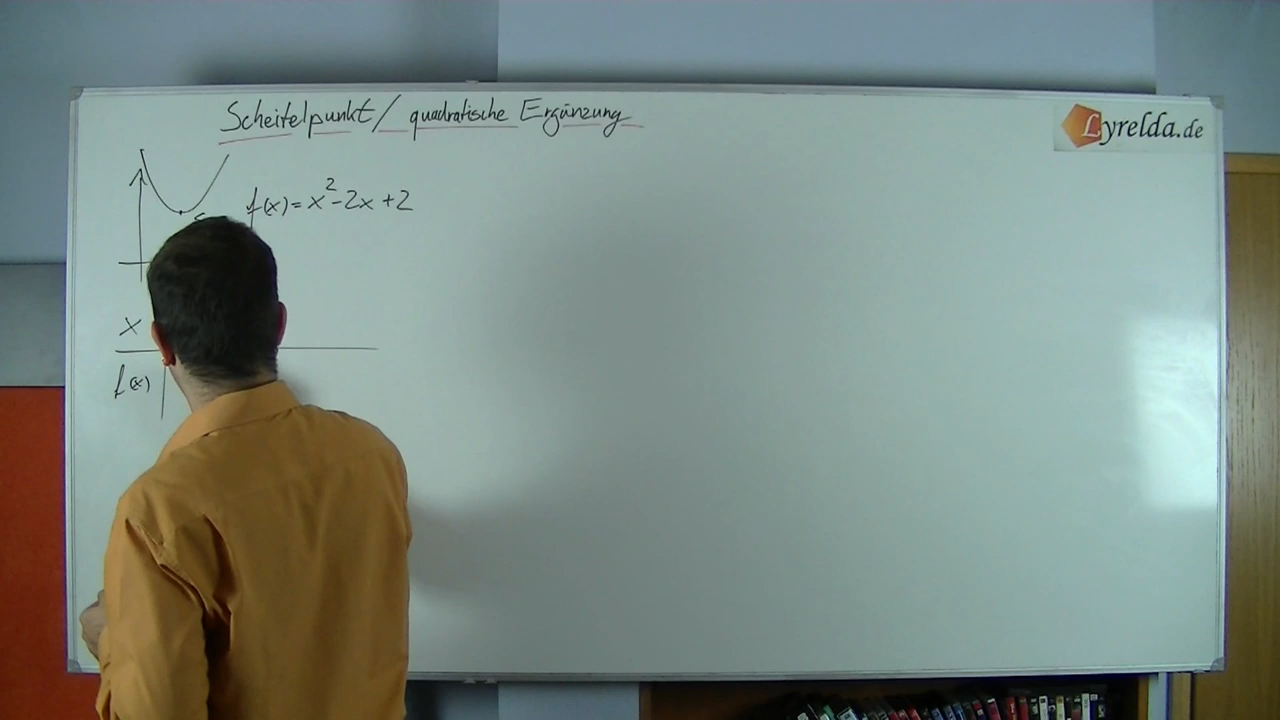 Scheitelpunkt/ quadratische Ergänzung
Lyrelda.de
f(x)= x²-2x+2
x
f(x)